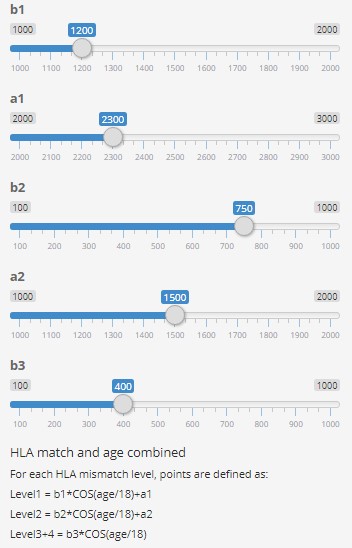 b1
1000 1200 2000
1000 1100 1200 1300 1400 1500 1600 1700 1800 1900 2000
a1
2000 2300 3000
2000 2100 2200 2300 2400 2500 2600 2700 2800 2900 3000
b2
100 750 1000
100 200 300 400 500 600 700 800 900 1000
a2
1000 1500 2000
1000 1100 1200 1300 1400 1500 1600 1700 1800 1900 2000
b3
100 400 1000
100 200 300 400 500 600 700 800 900 1000
HLA match and age combined
For each HLA mismatch level, points are defined as:
Level1 = b1*COS(age/18)+a1
Level2 = b2*COS(age/18)+a2
Level3+4 = b3*COS(age/18)